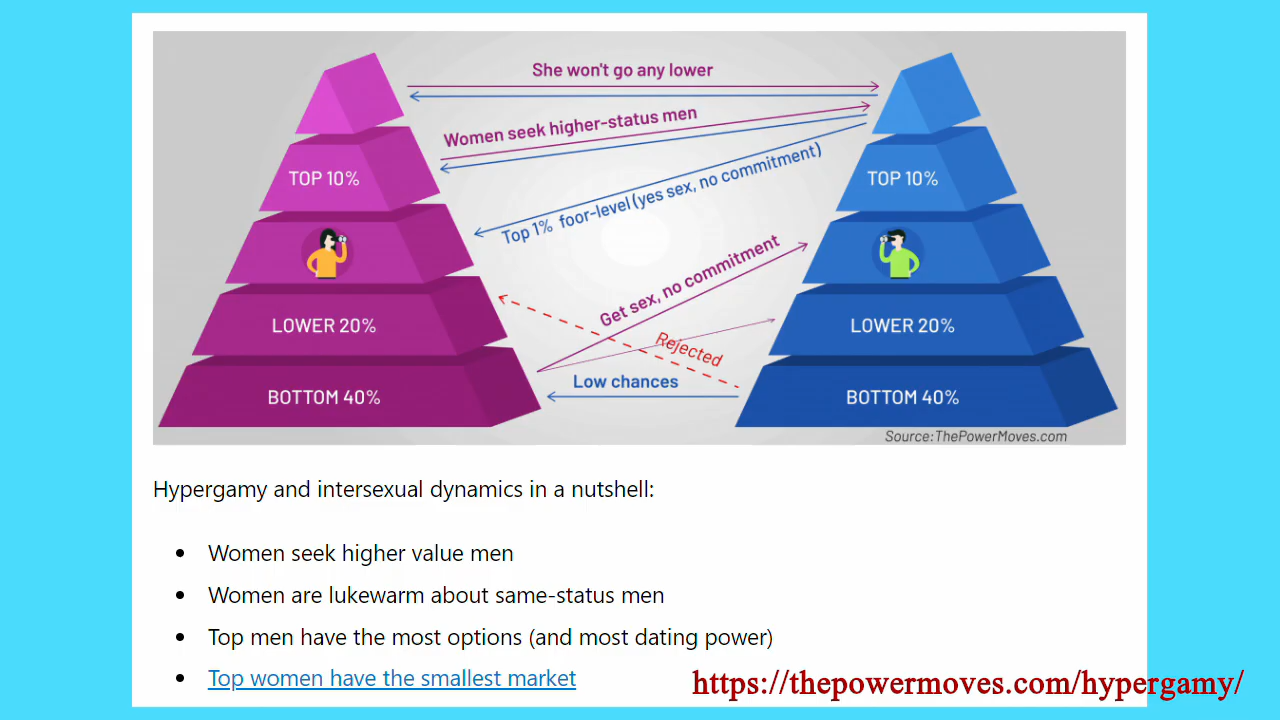 She won't go any lower
Women seek higher-status men
Top 1% foor-level (yes sex, no commitment)
TOP 10%
TOP 10%
Get sex, no commitment
Rejected
LOWER 20%
LOWER 20%
Low chances
BOTTOM 40%
BOTTOM 40%
Source:ThePowerMoves.com
Hypergamy and intersexual dynamics in a nutshell:
• Women seek higher value men
• Women are lukewarm about same-status men
• Top men have the most options (and most dating power)
• Top women have the smallest market
https://thepowermoves.com/hypergamy/